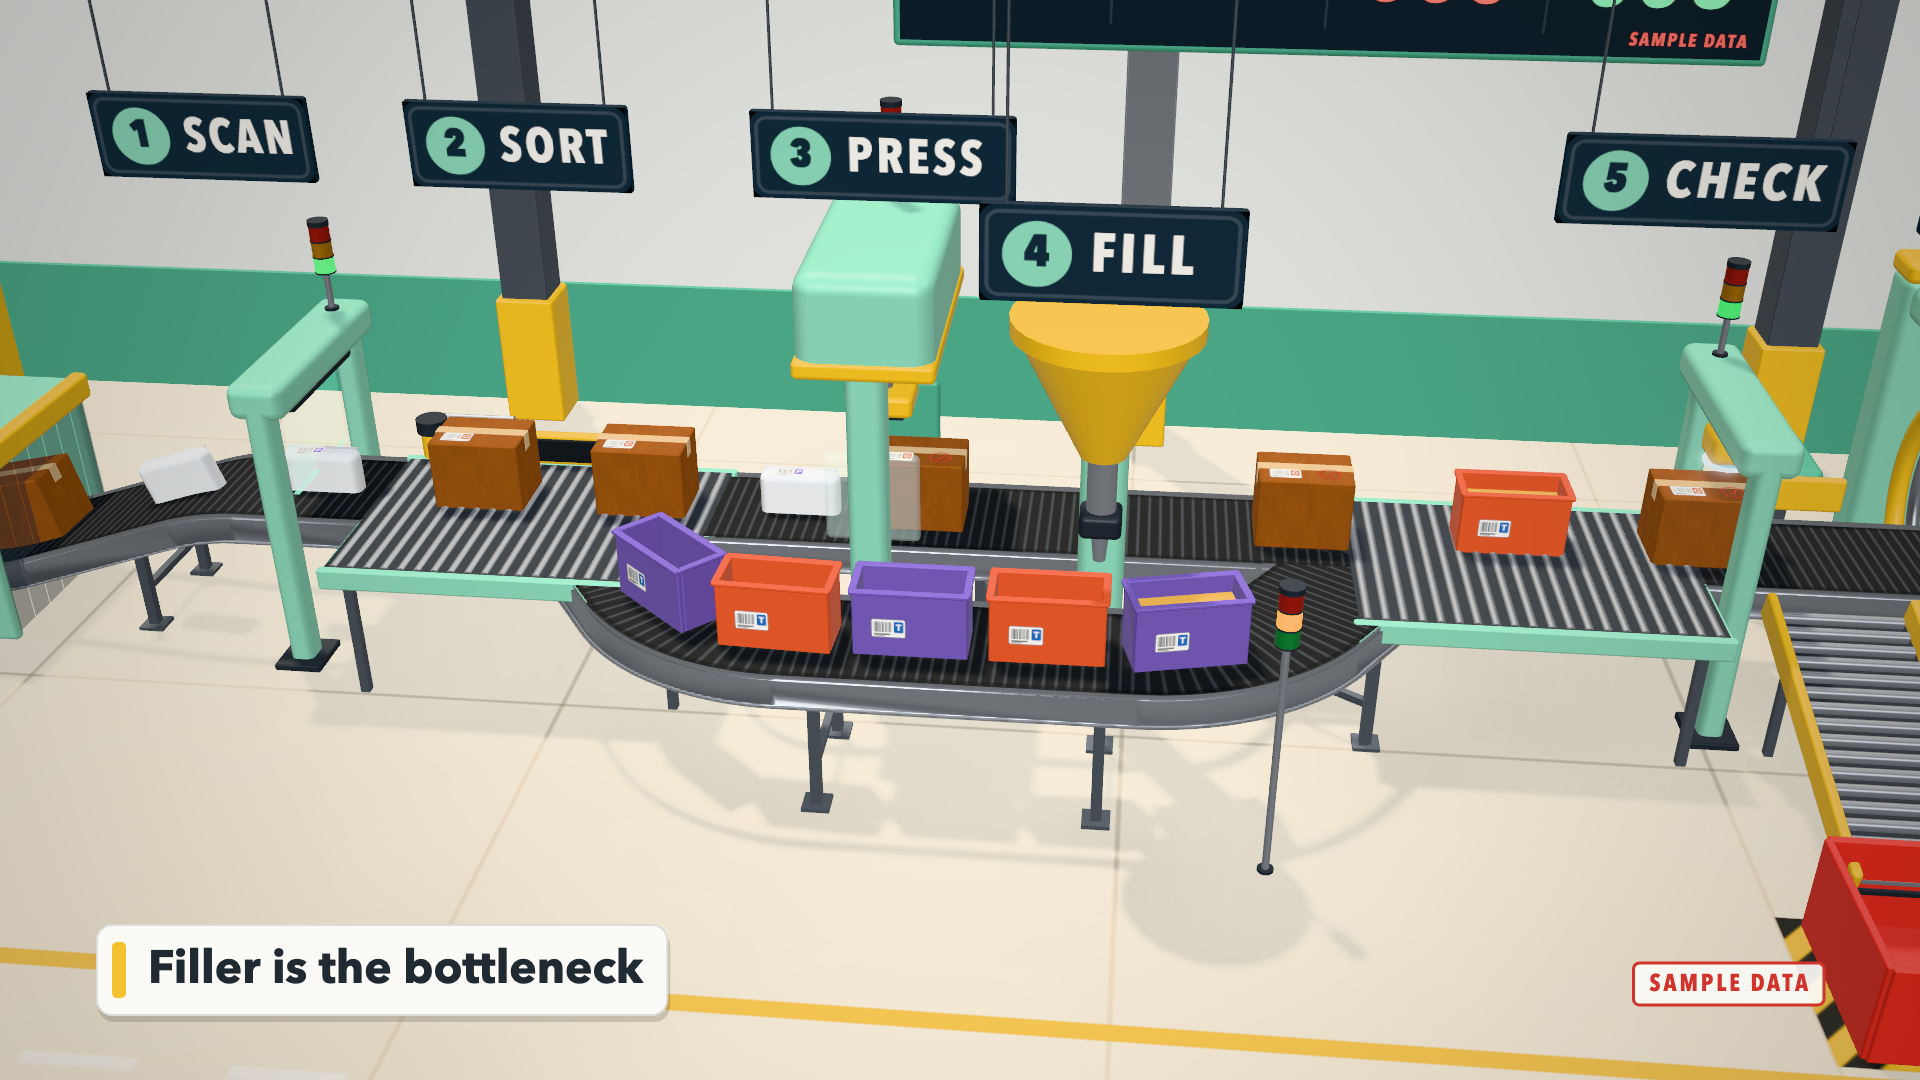 SAMPLE DATA
1 SCAN
2 SORT
3 PRESS
4 FILL
5 CHECK
Filler is the bottleneck
SAMPLE DATA